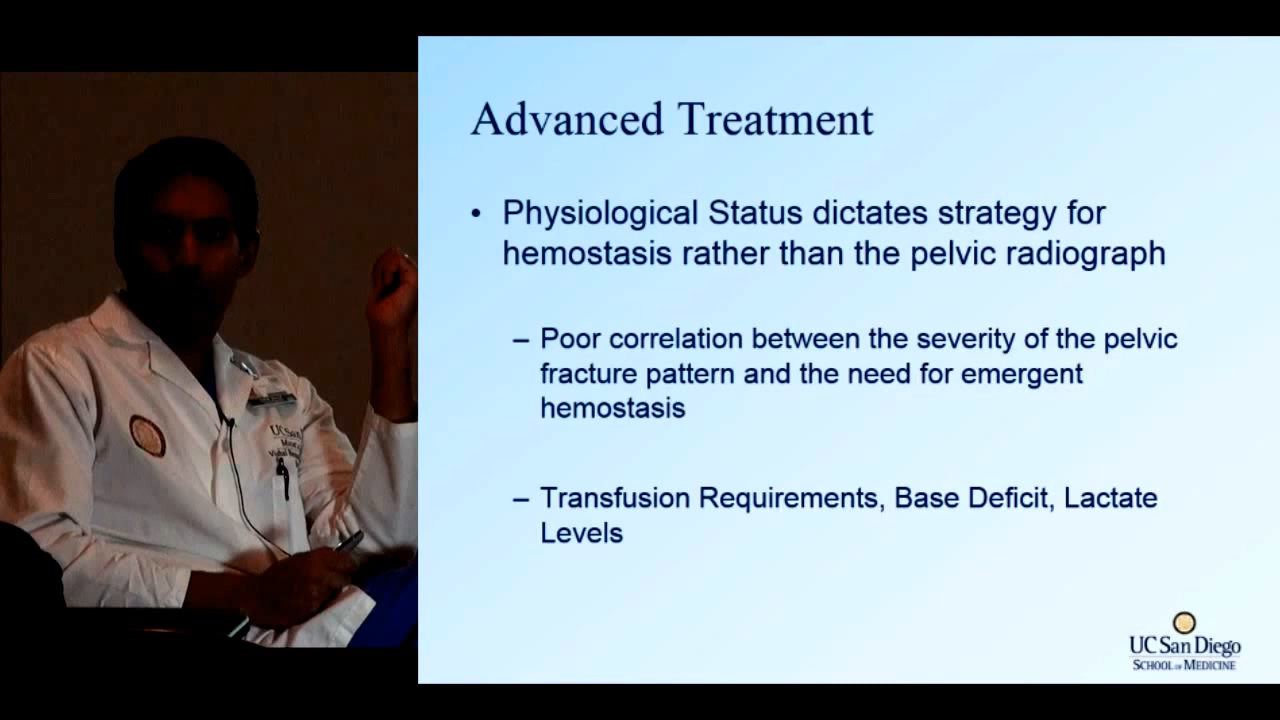 Advanced Treatment
• Physiological Status dictates strategy for
hemostasis rather than the pelvic radiograph
– Poor correlation between the severity of the pelvic
fracture pattern and the need for emergent
hemostasis
– Transfusion Requirements, Base Deficit, Lactate
Levels
UC San Diego
SCHOOL OF MEDICINE
UC San